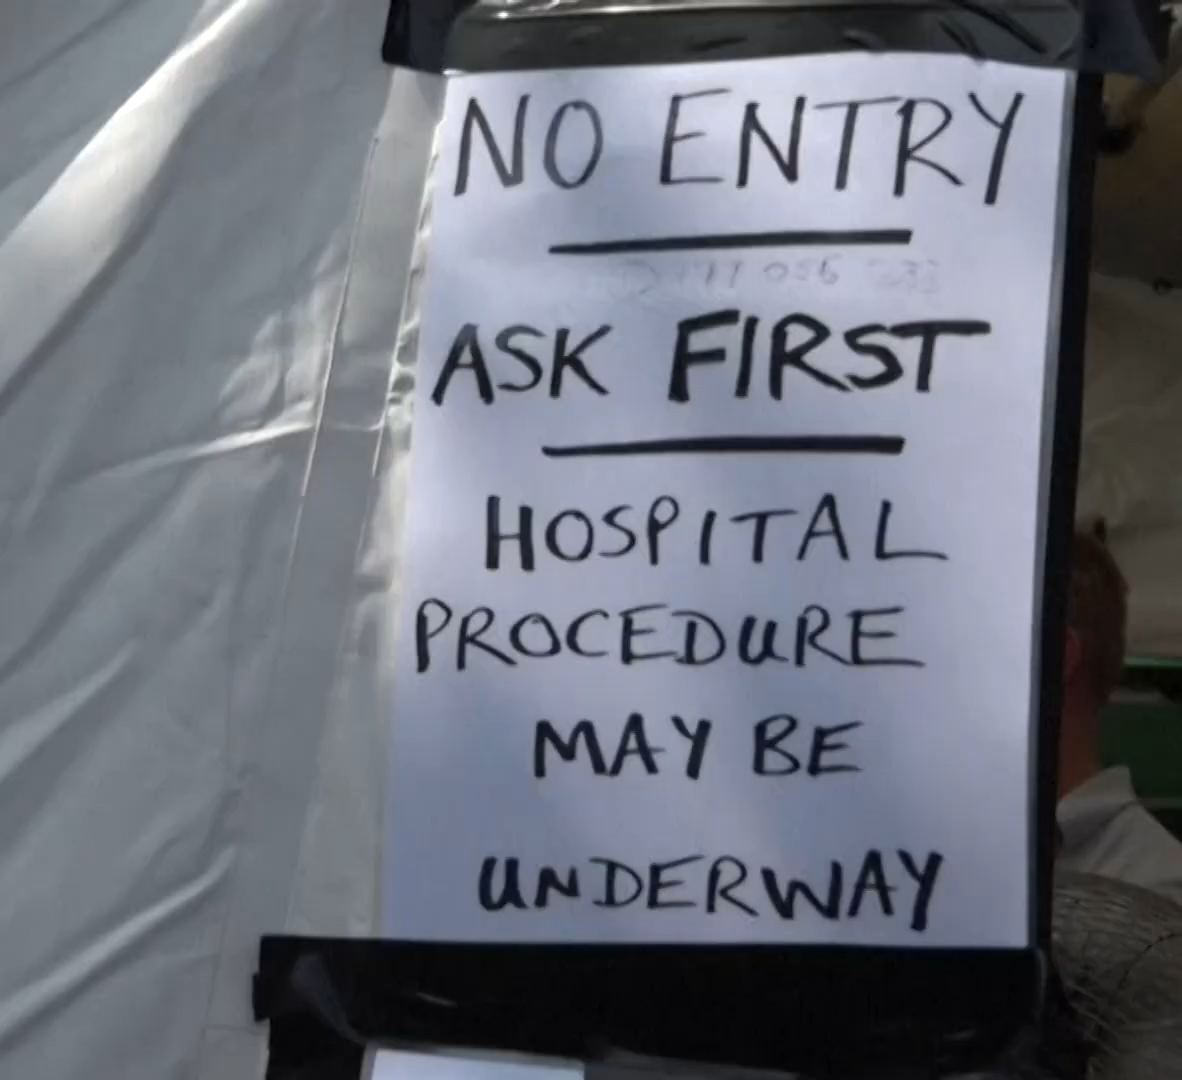 NO ENTRY
ASK FIRST
HOSPITAL
PROCEDURE
MAY BE
UNDERWAY